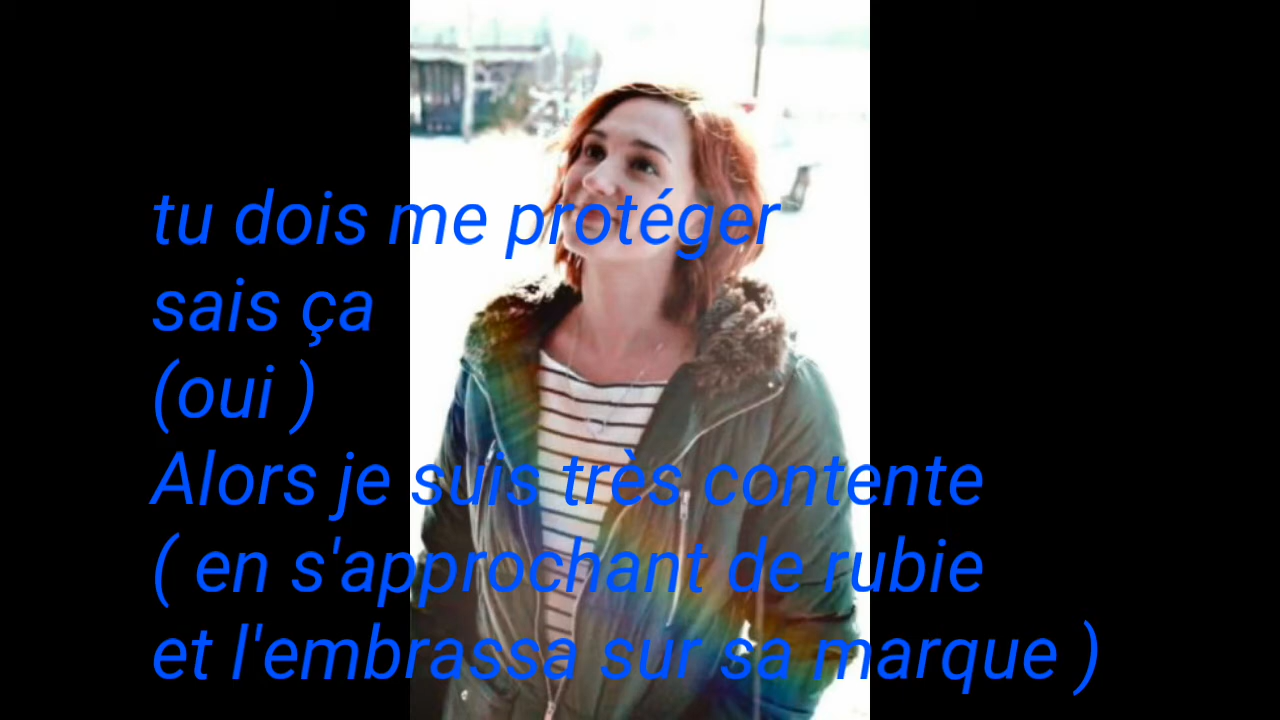 tu dois me protéger
sais ça
(oui )
Alors je suis très contente
( en s'approchant de rubie
et l'embrassa sur sa marque )